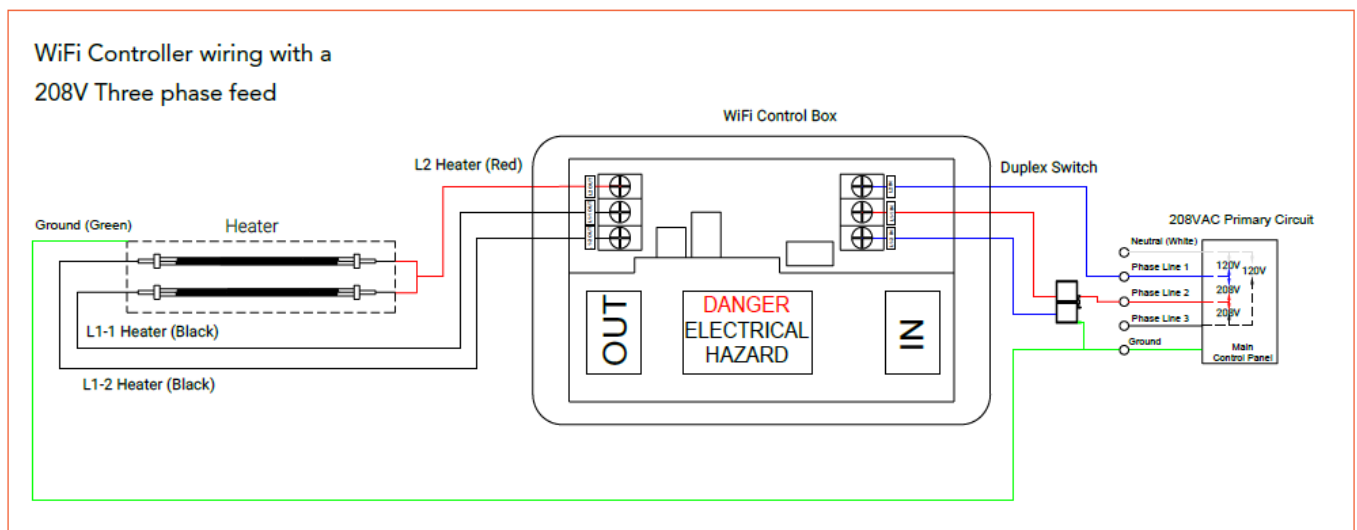 WiFi Controller wiring with a
208V Three phase feed
WiFi Control Box
L2 Heater (Red)
Duplex Switch
Ground (Green)
Heater
208VAC Primary Circuit
Neutral (White)
Phase Line 1
120V
120V
Phase Line 2
208V
208V
Phase Line 3
Ground
Main
Control Panel
L1-1 Heater (Black)
L1-2 Heater (Black)
OUT
DANGER
ELECTRICAL
HAZARD
IN